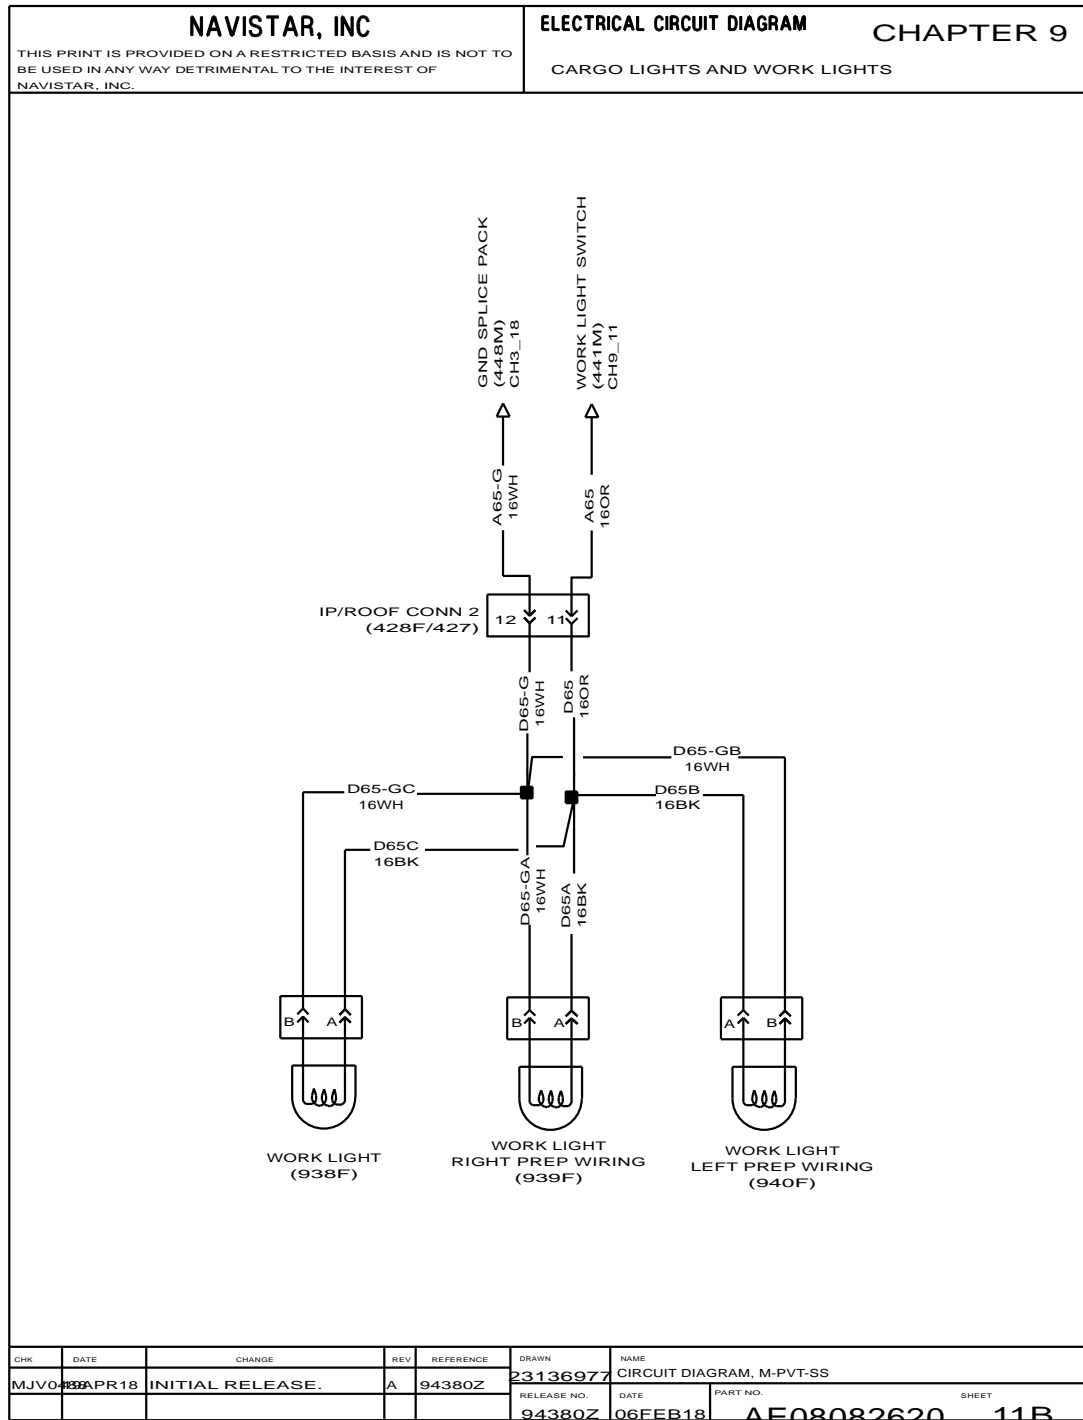 NAVISTAR, INC
THIS PRINT IS PROVIDED ON A RESTRICTED BASIS AND IS NOT TO
BE USED IN ANY WAY DETRIMENTAL TO THE INTEREST OF
NAVISTAR, INC.
ELECTRICAL CIRCUIT DIAGRAM
CHAPTER 9
CARGO LIGHTS AND WORK LIGHTS
GND SPLICE PACK
(448M)
CH3_18
WORK LIGHT SWITCH
(441M)
CH9_11
A65-G
16WH
A65
16OR
IP/ROOF CONN 2
(428F/427)
12
11
D65-G
16WH
D65
16OR
D65-GB
16WH
D65-GC
16WH
D65B
16BK
D65C
16BK
D65-GA
16WH
D65A
16BK
B
A
B
A
A
B
WORK LIGHT
(938F)
WORK LIGHT
RIGHT PREP WIRING
(939F)
WORK LIGHT
LEFT PREP WIRING
(940F)
CHK
DATE
CHANGE
REV
REFERENCE
19APR18
INITIAL RELEASE.
A
94380Z
DRAWN
23136977
NAME
CIRCUIT DIAGRAM, M-PVT-SS
RELEASE NO.
94380Z
DATE
06FEB18
PART NO.
AE08082620
SHEET
11B